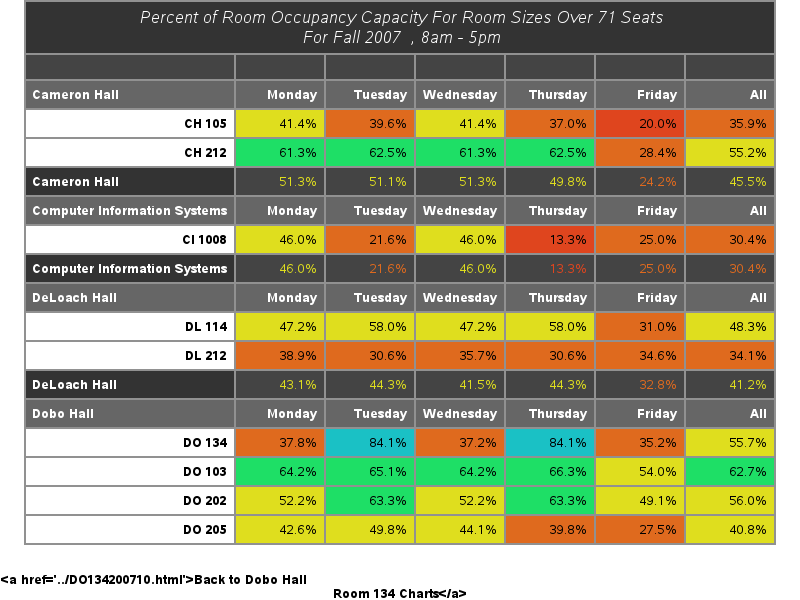 Percent of Room Occupancy Capacity For Room Sizes Over 71 Seats
For Fall 2007 , 8am - 5pm
Cameron Hall Monday Tuesday Wednesday Thursday Friday All
CH 105 41.4% 39.6% 41.4% 37.0% 20.0% 35.9%
CH 212 61.3% 62.5% 61.3% 62.5% 28.4% 55.2%
Cameron Hall 51.3% 51.1% 51.3% 49.8% 24.2% 45.5%
Computer Information Systems Monday Tuesday Wednesday Thursday Friday All
CI 1008 46.0% 21.6% 46.0% 13.3% 25.0% 30.4%
Computer Information Systems 46.0% 21.6% 46.0% 13.3% 25.0% 30.4%
DeLoach Hall Monday Tuesday Wednesday Thursday Friday All
DL 114 47.2% 58.0% 47.2% 58.0% 31.0% 48.3%
DL 212 38.9% 30.6% 35.7% 30.6% 34.6% 34.1%
DeLoach Hall 43.1% 44.3% 41.5% 44.3% 32.8% 41.2%
Dobo Hall Monday Tuesday Wednesday Thursday Friday All
DO 134 37.8% 84.1% 37.2% 84.1% 35.2% 55.7%
DO 103 64.2% 65.1% 64.2% 66.3% 54.0% 62.7%
DO 202 52.2% 63.3% 52.2% 63.3% 49.1% 56.0%
DO 205 42.6% 49.8% 44.1% 39.8% 27.5% 40.8%
<a href='../DO134200710.html'>Back to Dobo Hall
Room 134 Charts</a>